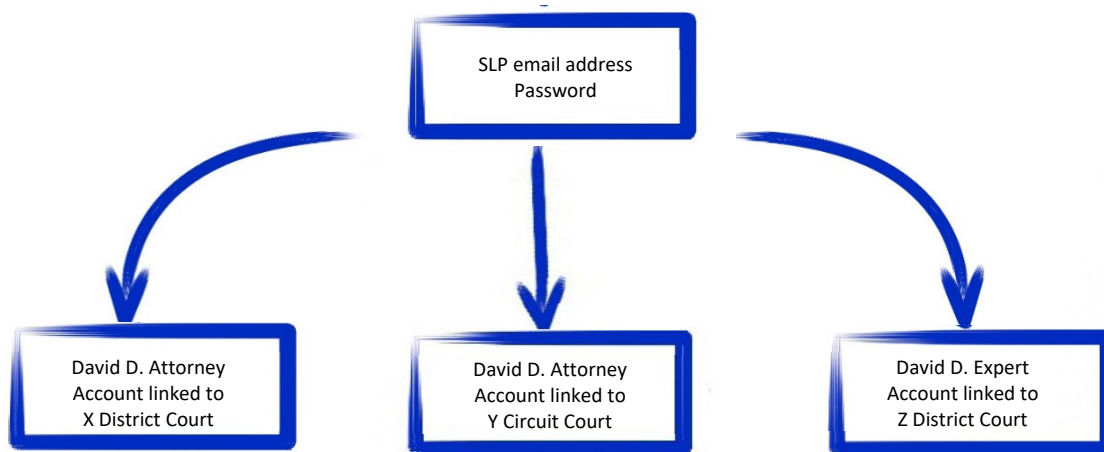 SLP email address
Password
David D. Attorney
Account linked to
X District Court
David D. Attorney
Account linked to
Y Circuit Court
David D. Expert
Account linked to
Z District Court